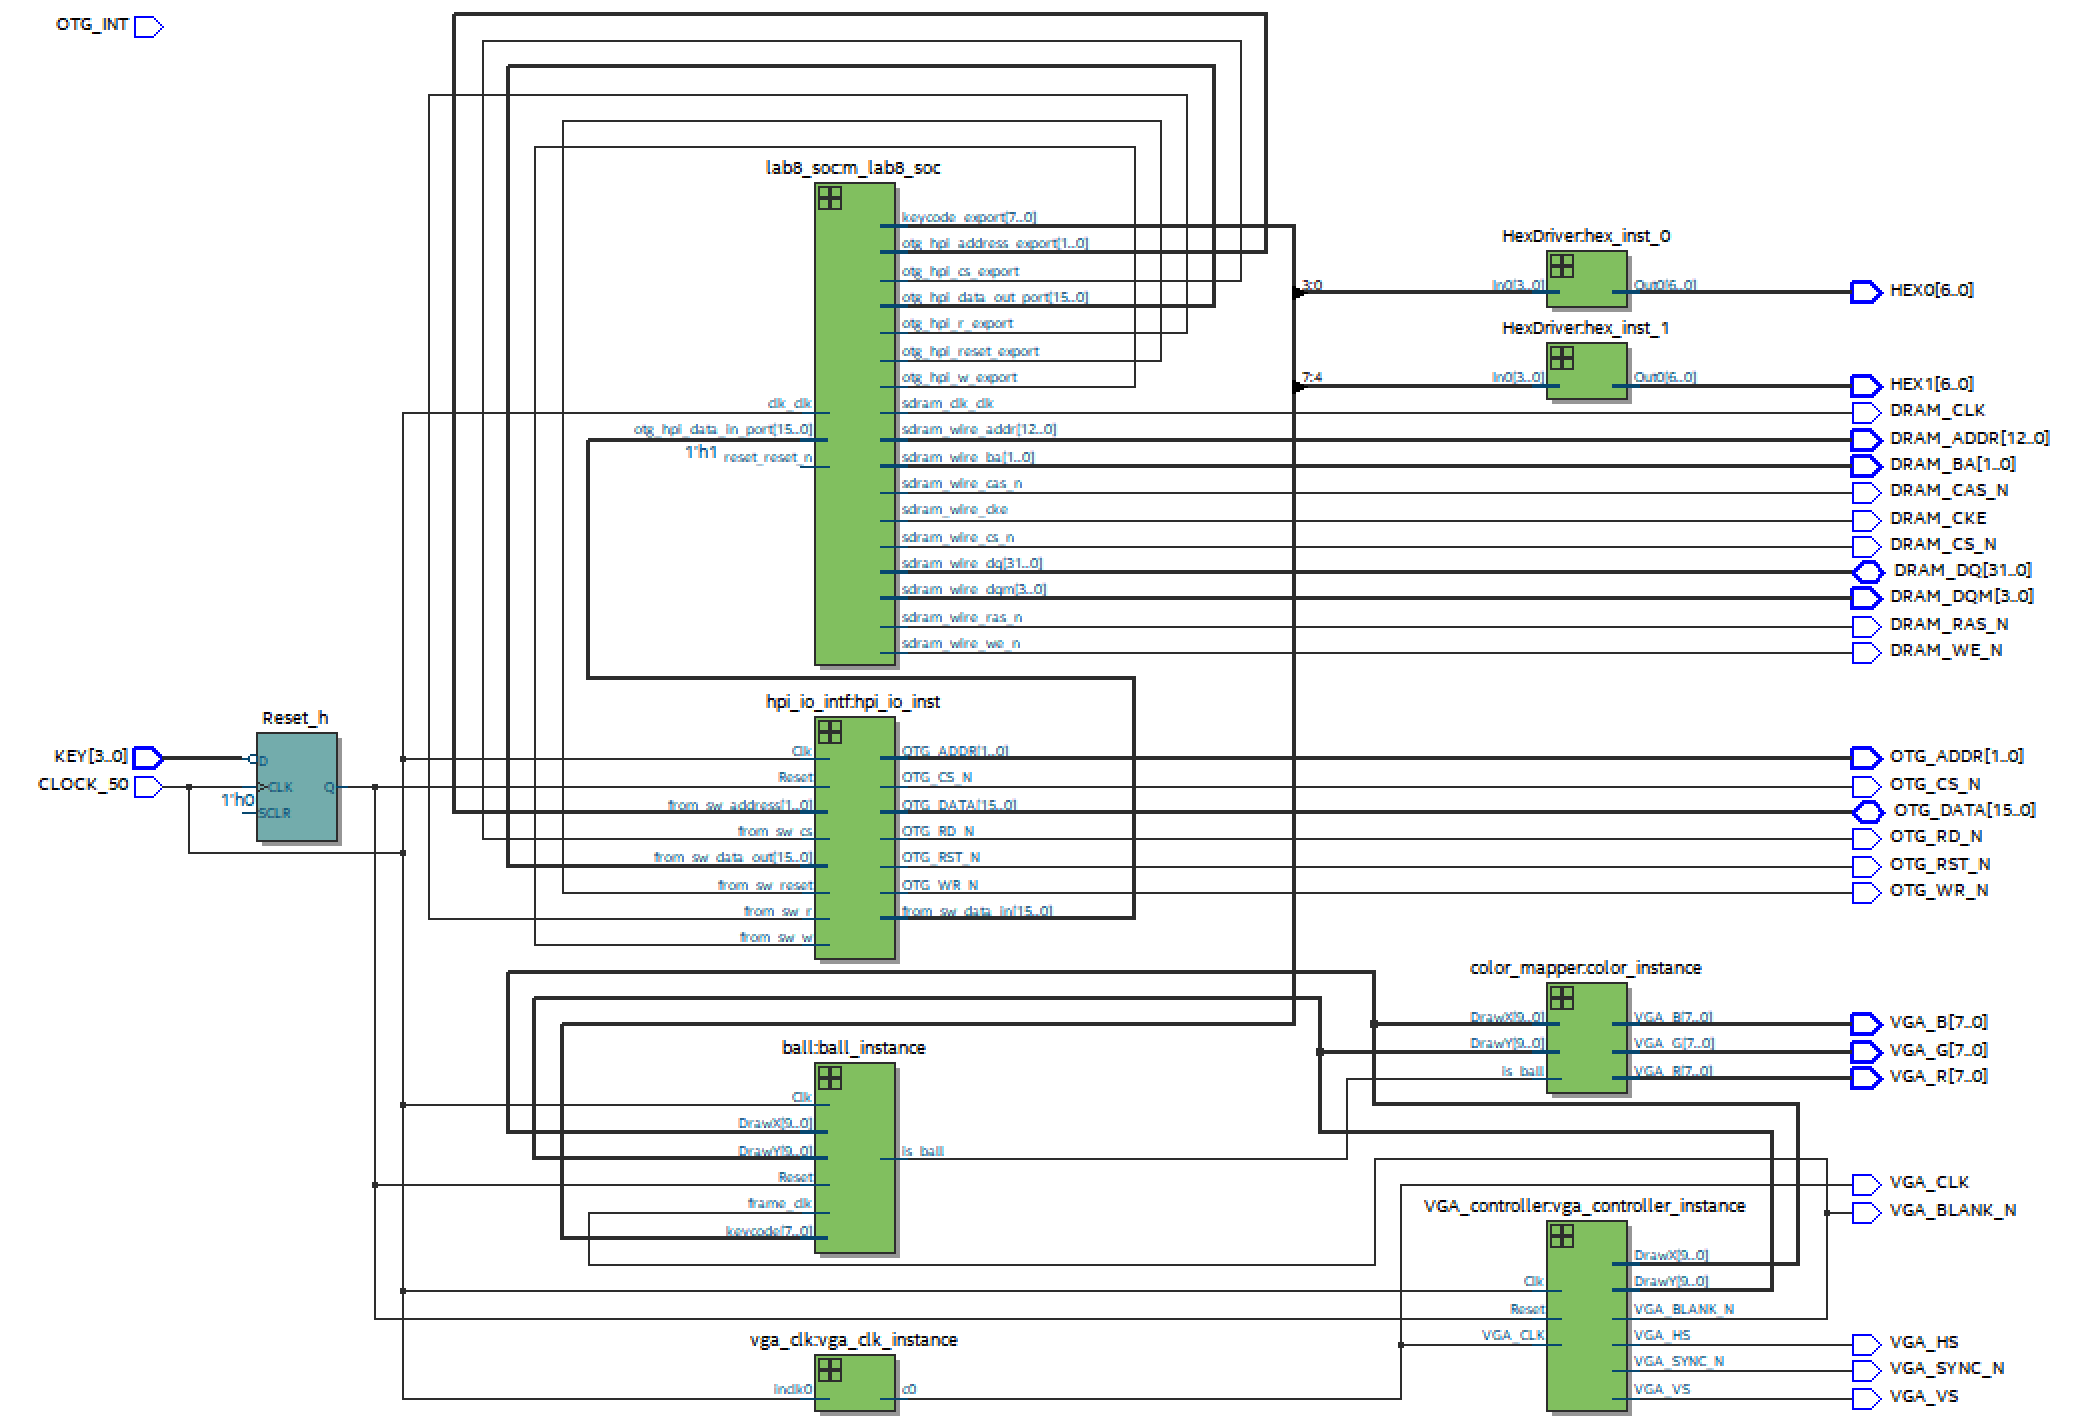 OTG_INT
lab8_soc:m_lab8_soc
keycode_export[7..0]
otg_hpi_address_export[1..0]
otg_hpi_cs_export
otg_hpi_data_out_port[15..0]
otg_hpi_r_export
otg_hpi_reset_export
otg_hpi_w_export
clk_clk
sdram_clk_clk
otg_hpi_data_in_port[15..0]
sdram_wire_addr[12..0]
1'h1 reset_reset_n
sdram_wire_ba[1..0]
sdram_wire_cas_n
sdram_wire_cke
sdram_wire_cs_n
sdram_wire_dq[31..0]
sdram_wire_dqm[3..0]
sdram_wire_ras_n
sdram_wire_we_n
HexDriver:hex_inst_0
3:0
In0[3..0]
Out0[6..0]
HEX0[6..0]
HexDriver:hex_inst_1
7:4
In0[3..0]
Out0[6..0]
HEX1[6..0]
DRAM_CLK
DRAM_ADDR[12..0]
DRAM_BA[1..0]
DRAM_CAS_N
DRAM_CKE
DRAM_CS_N
DRAM_DQ[31..0]
DRAM_DQM[3..0]
DRAM_RAS_N
DRAM_WE_N
Reset_h
KEY[3..0]
CLOCK_50
D
CLK
Q
1'h0
SCLR
hpi_io_intf:hpi_io_inst
Clk
Reset
from_sw_address[1..0]
from_sw_cs
from_sw_data_out[15..0]
from_sw_reset
from_sw_r
from_sw_w
OTG_ADDR[1..0]
OTG_CS_N
OTG_DATA[15..0]
OTG_RD_N
OTG_RST_N
OTG_WR_N
from_sw_data_in[15..0]
OTG_ADDR[1..0]
OTG_CS_N
OTG_DATA[15..0]
OTG_RD_N
OTG_RST_N
OTG_WR_N
color_mapper:color_instance
DrawX[9..0]
DrawY[9..0]
is_ball
VGA_B[7..0]
VGA_G[7..0]
VGA_R[7..0]
VGA_B[7..0]
VGA_G[7..0]
VGA_R[7..0]
ball:ball_instance
Clk
DrawX[9..0]
DrawY[9..0]
Reset
frame_clk
keycode[7..0]
is_ball
VGA_CLK
VGA_BLANK_N
VGA_controller:vga_controller_instance
Clk
Reset
VGA_CLK
DrawX[9..0]
DrawY[9..0]
VGA_BLANK_N
VGA_HS
VGA_SYNC_N
VGA_VS
VGA_HS
VGA_SYNC_N
VGA_VS
vga_clk:vga_clk_instance
inclk0
c0